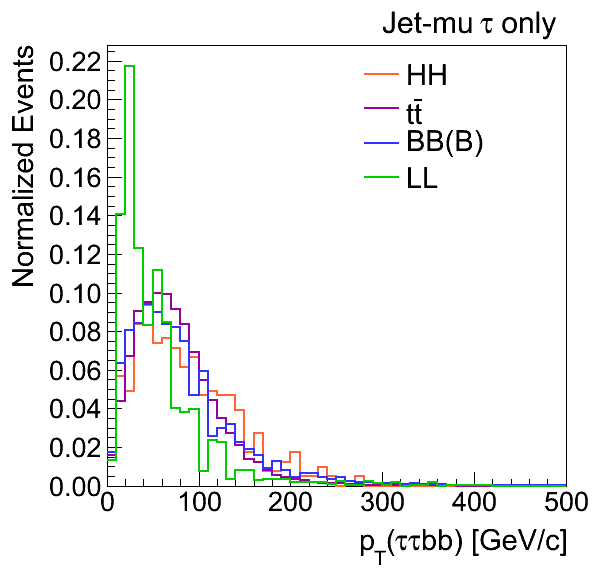 Jet-mu τ only
Normalized Events
0.22
0.20
0.18
0.16
0.14
0.12
0.10
0.08
0.06
0.04
0.02
0.00
HH
tt̄
BB(B)
LL
0 100 200 300 400 500
p_T(ττbb) [GeV/c]